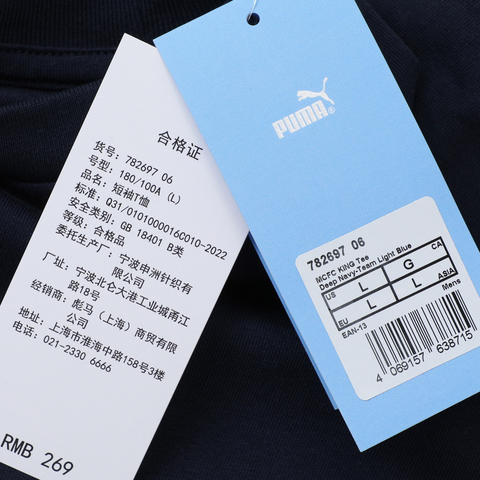 合格证
货号: 782697 06
号型: 180/100A (L)
品名: 短袖T恤
标准: Q31/0101000016C010-2022
安全类别: GB 18401 B类
等级: 合格品
委托生产厂: 宁波申洲针织有
限公司
厂址: 宁波北仑大港工业城甬江
路18号
经销商: 彪马（上海）商贸有限
公司
地址: 上海市淮海中路158号3楼
电话: 021-2330 6666
RMB 269
PUMA
782697 06
MCFC KING Tee
Deep Navy-Team Light Blue
US L G CA
EU L L ASIA
EAN-13 Mens
4 069157 638715